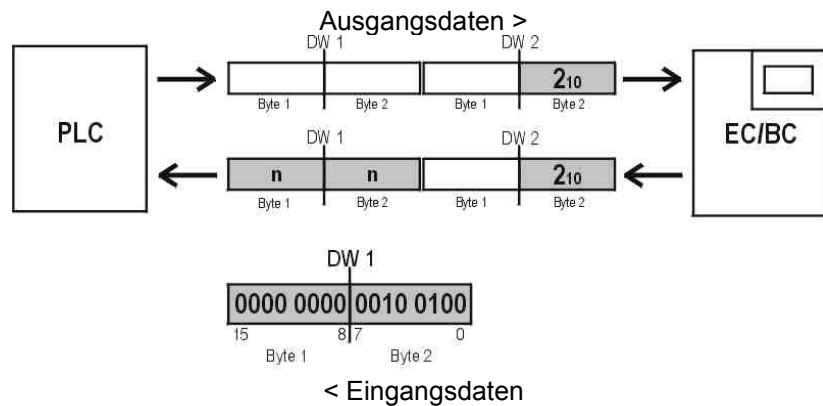 Ausgangsdaten >
DW 1 DW 2
2₁₀
Byte 1 Byte 2 Byte 1 Byte 2
PLC
EC/BC
DW 1 DW 2
n n 2₁₀
Byte 1 Byte 2 Byte 1 Byte 2
DW 1
0000 0000 0010 0100
15 8 7 0
Byte 1 Byte 2
< Eingangsdaten